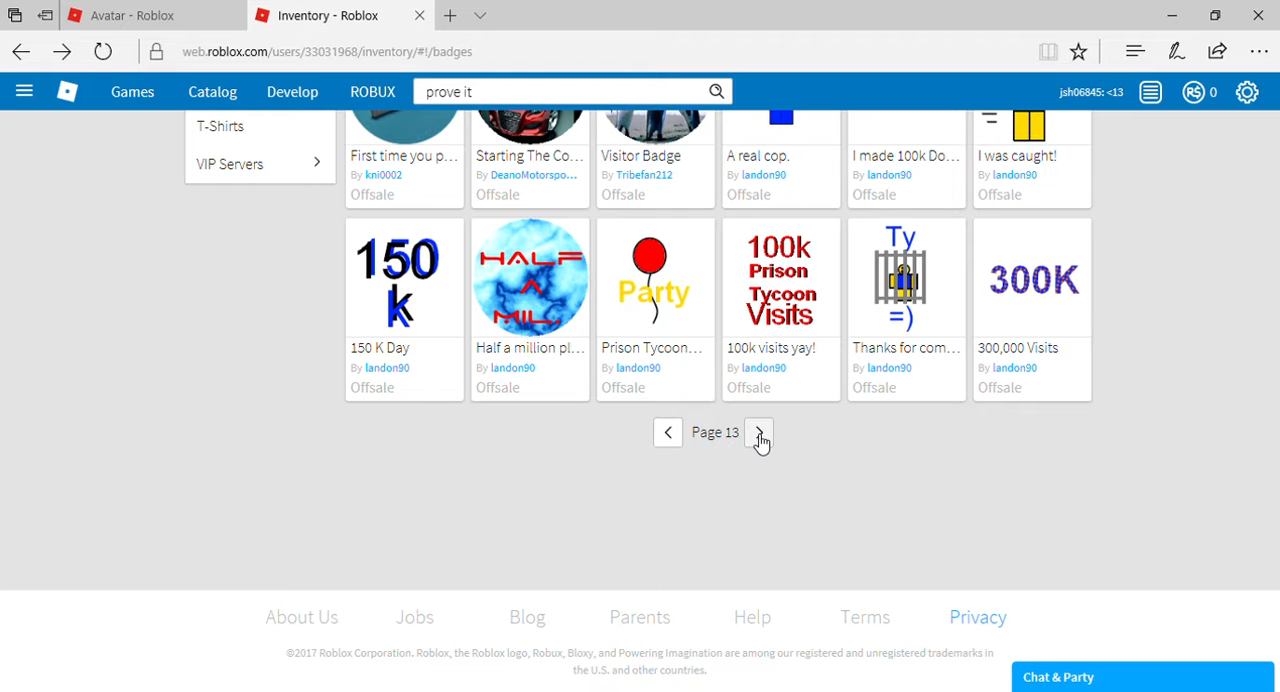 Avatar - Roblox
Inventory - Roblox
web.roblox.com/users/33031968/inventory/#!/badges
Games
Catalog
Develop
ROBUX
prove it
jsh06845: <13
R$ 0
T-Shirts
VIP Servers
First time you p...
By kni0002
Offsale
Starting The Co...
By DeanoMotorspo...
Offsale
Visitor Badge
By Tribefan212
Offsale
A real cop.
By landon90
Offsale
I made 100k Do...
By landon90
Offsale
I was caught!
By landon90
Offsale
150
k
150 K Day
By landon90
Offsale
HALF
A
MIL.
Half a million pl...
By landon90
Offsale
Party
Prison Tycoon...
By landon90
Offsale
100k
Prison
Tycoon
Visits
100k visits yay!
By landon90
Offsale
Ty
=)
Thanks for com...
By landon90
Offsale
300K
300,000 Visits
By landon90
Offsale
Page 13
About Us
Jobs
Blog
Parents
Help
Terms
Privacy
©2017 Roblox Corporation. Roblox, the Roblox logo, Robux, Bloxy, and Powering Imagination are among our registered and unregistered trademarks in
the U.S. and other countries.
Chat & Party